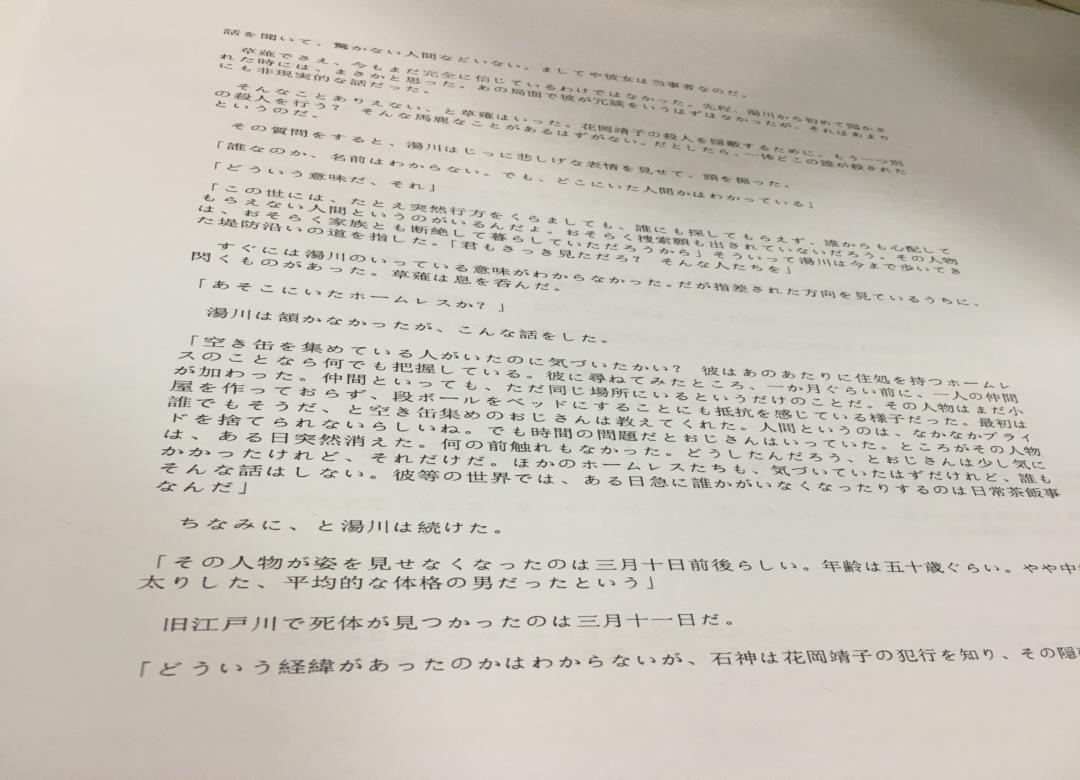 話を聞いて、驚かない人間などいない。ましてや彼女は当事者なのだ。
草薙でさえ、今もまだ完全に信じているわけではなかった。先程、湯川から初めて聞かさ
れた時には、まさかと思った。あの局面で彼が冗談をいうはずはなかったが、それはあまり
にも非現実的な話だった。
そんなことありえない、と草薙はいった。花岡靖子の殺人を隠蔽するために、もう一つ別
の殺人を行う？　そんな馬鹿なことがあるはずがない。だとしたら、一体どこの誰が殺された
というのだ。
その質問をすると、湯川はじつに悲しげな表情を見せて、頭を振った。
「誰なのか、名前はわからない。でも、どこにいた人間かはわかっている」
「どういう意味だ、それ」
「この世には、たとえ突然行方をくらましても、誰にも探してもらえず、誰からも心配して
もらえない人間というのがいるんだよ。おそらく捜索願も出されていないだろう。その人物
は、おそらく家族とも断絶して暮らしていただろうから」そういって湯川は今まで歩いてき
た堤防沿いの道を指した。「君もさっき見ただろ？　そんな人たちを」
すぐには湯川のいっている意味がわからなかった。だが指差された方向を見ているうちに、
閃くものがあった。草薙は息を呑んだ。
「あそこにいたホームレスか？」
湯川は頷かなかったが、こんな話をした。
「空き缶を集めている人がいたのに気づいたかい？　彼はあのあたりに住処を持つホームレ
スのことなら何でも把握している。彼に尋ねてみたところ、一か月ぐらい前に、一人の仲間
が加わった。仲間といっても、ただ同じ場所にいるというだけのことだ。その人物はまだ小
屋を作っておらず、段ボールをベッドにすることにも抵抗を感じている様子だった。最初は
誰でもそうだ、と空き缶集めのおじさんは教えてくれた。人間というのは、なかなかプライ
ドを捨てられないらしいね。でも時間の問題だとおじさんはいっていた。ところがその人物
は、ある日突然消えた。何の前触れもなかった。どうしたんだろう、とおじさんは少し気に
かかったけれど、それだけだ。ほかのホームレスたちも、気づいていたはずだけれど、誰も
そんな話はしない。彼等の世界では、ある日急に誰かがいなくなったりするのは日常茶飯事
なんだ」
ちなみに、と湯川は続けた。
「その人物が姿を見せなくなったのは三月十日前後らしい。年齢は五十歳ぐらい。やや中年
太りした、平均的な体格の男だったという」
旧江戸川で死体が見つかったのは三月十一日だ。
「どういう経緯があったのかはわからないが、石神は花岡靖子の犯行を知り、その隠